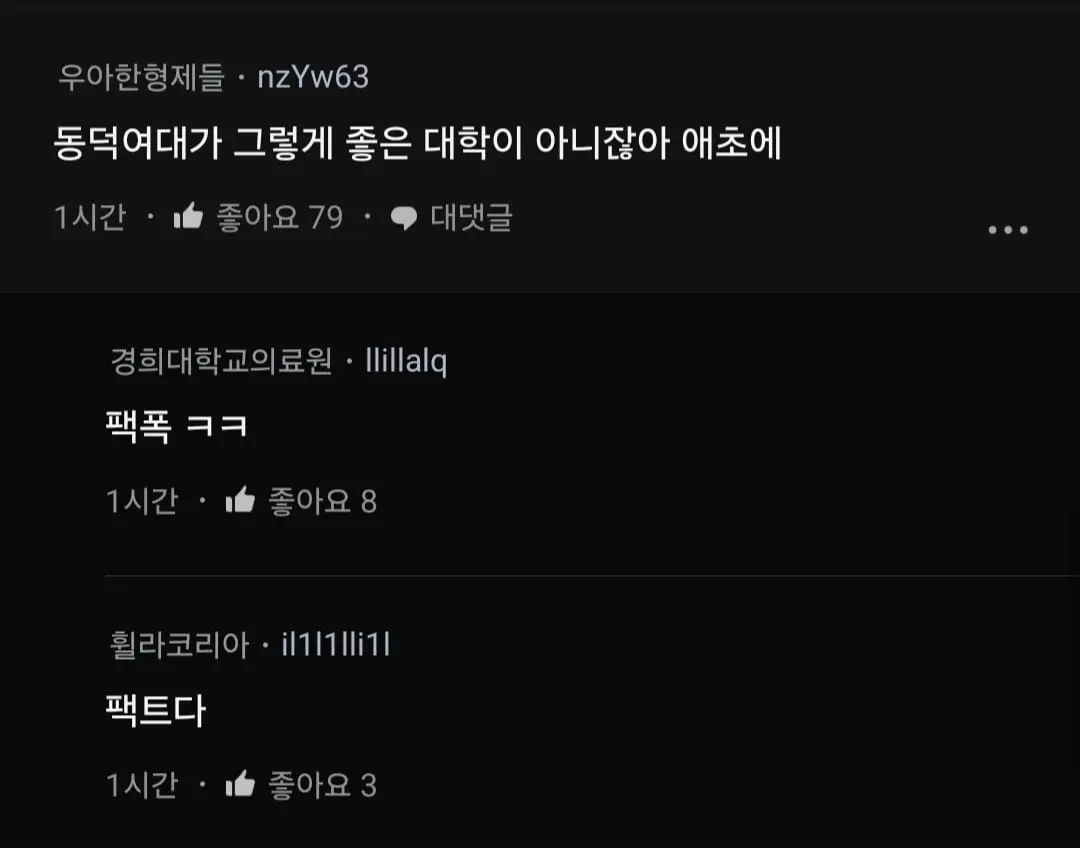 우아한형제들 · nzYw63
동덕여대가 그렇게 좋은 대학이 아니잖아 애초에
1시간 · 좋아요 79 · 대댓글
경희대학교의료원 · llillalq
팩폭 ㅋㅋ
1시간 · 좋아요 8
휠라코리아 · il1l1lli1l
팩트다
1시간 · 좋아요 3